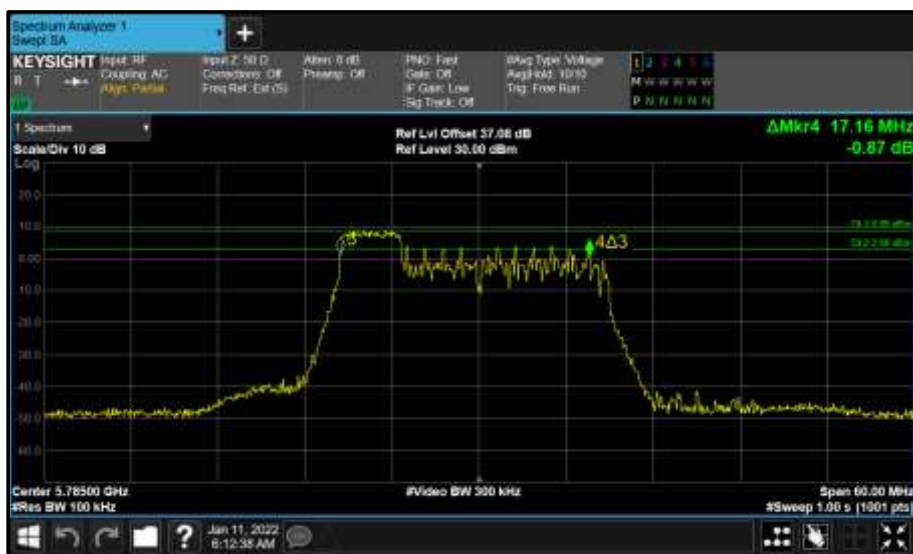 Spectrum Analyzer 1
Swept SA
KEYSIGHT
R T
Input: RF
Coupling: AC
Align: Partial
Input Z: 50 Ω
Corrections: Off
Freq Ref: Ext (S)
Atten: 8 dB
Preamp: Off
PNO: Fast
Gate: Off
IF Gain: Low
Sig Track: Off
#Avg Type: Voltage
Avg|Hold: 10/10
Trig: Free Run
1 2 3 4 5 6
M W W W W W
P N N N N N
1 Spectrum
Scale/Div 10 dB
Log
Ref Lvl Offset 37.08 dB
Ref Level 30.00 dBm
ΔMkr4 17.16 MHz
-0.87 dB
20.0
10.0
0.00
-10.0
-20.0
-30.0
-40.0
-50.0
-60.0
4Δ3
Center 5.78500 GHz
#Res BW 100 kHz
#Video BW 300 kHz
Span 60.00 MHz
#Sweep 1.00 s (1001 pts)
Jan 11, 2022
6:12:38 AM